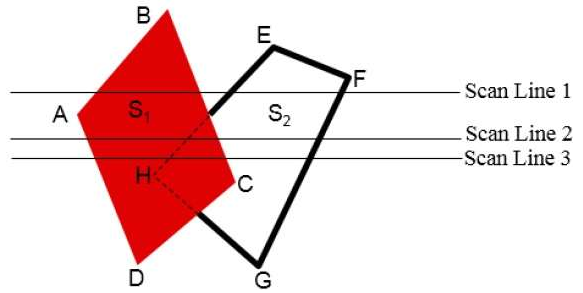 B
E
F
Scan Line 1
A
S1
S2
Scan Line 2
Scan Line 3
H
C
D
G